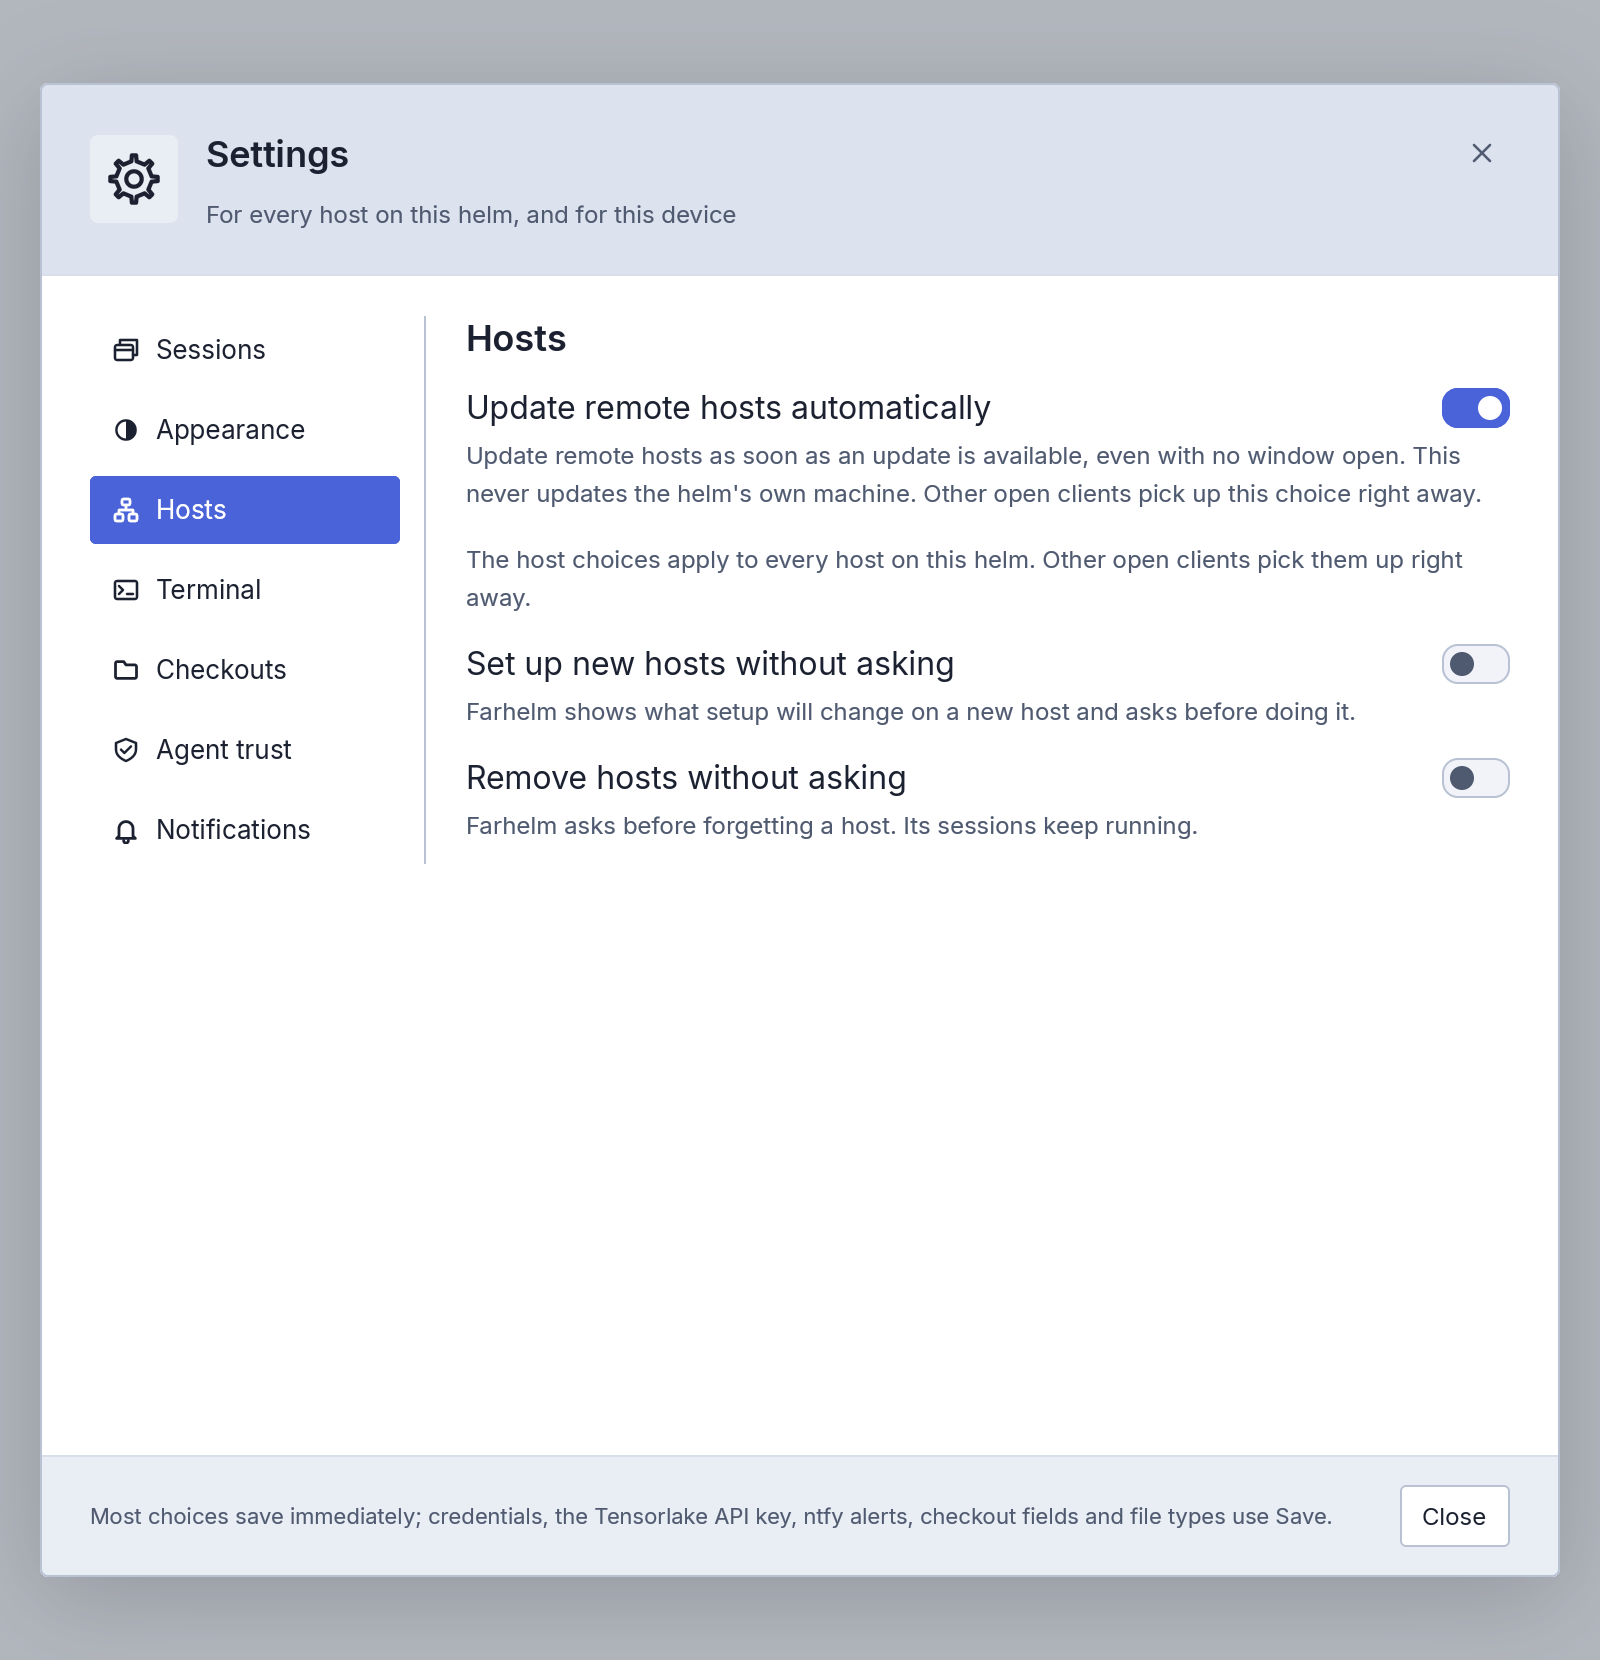 Settings
For every host on this helm, and for this device
Sessions
Appearance
Hosts
Terminal
Checkouts
Agent trust
Notifications
Hosts
Update remote hosts automatically
Update remote hosts as soon as an update is available, even with no window open. This
never updates the helm's own machine. Other open clients pick up this choice right away.
The host choices apply to every host on this helm. Other open clients pick them up right
away.
Set up new hosts without asking
Farhelm shows what setup will change on a new host and asks before doing it.
Remove hosts without asking
Farhelm asks before forgetting a host. Its sessions keep running.
Most choices save immediately; credentials, the Tensorlake API key, ntfy alerts, checkout fields and file types use Save.
Close